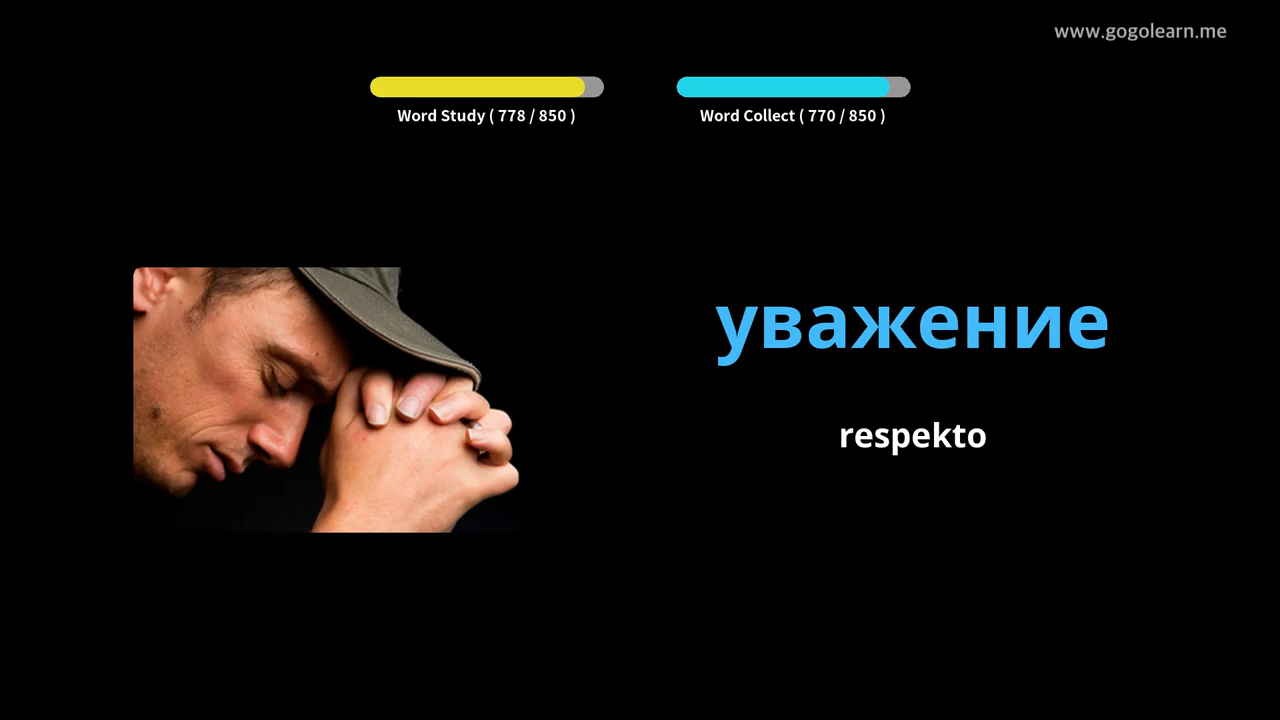 www.gogolearn.me
Word Study ( 778 / 850 )
Word Collect ( 770 / 850 )
уважение
respekto